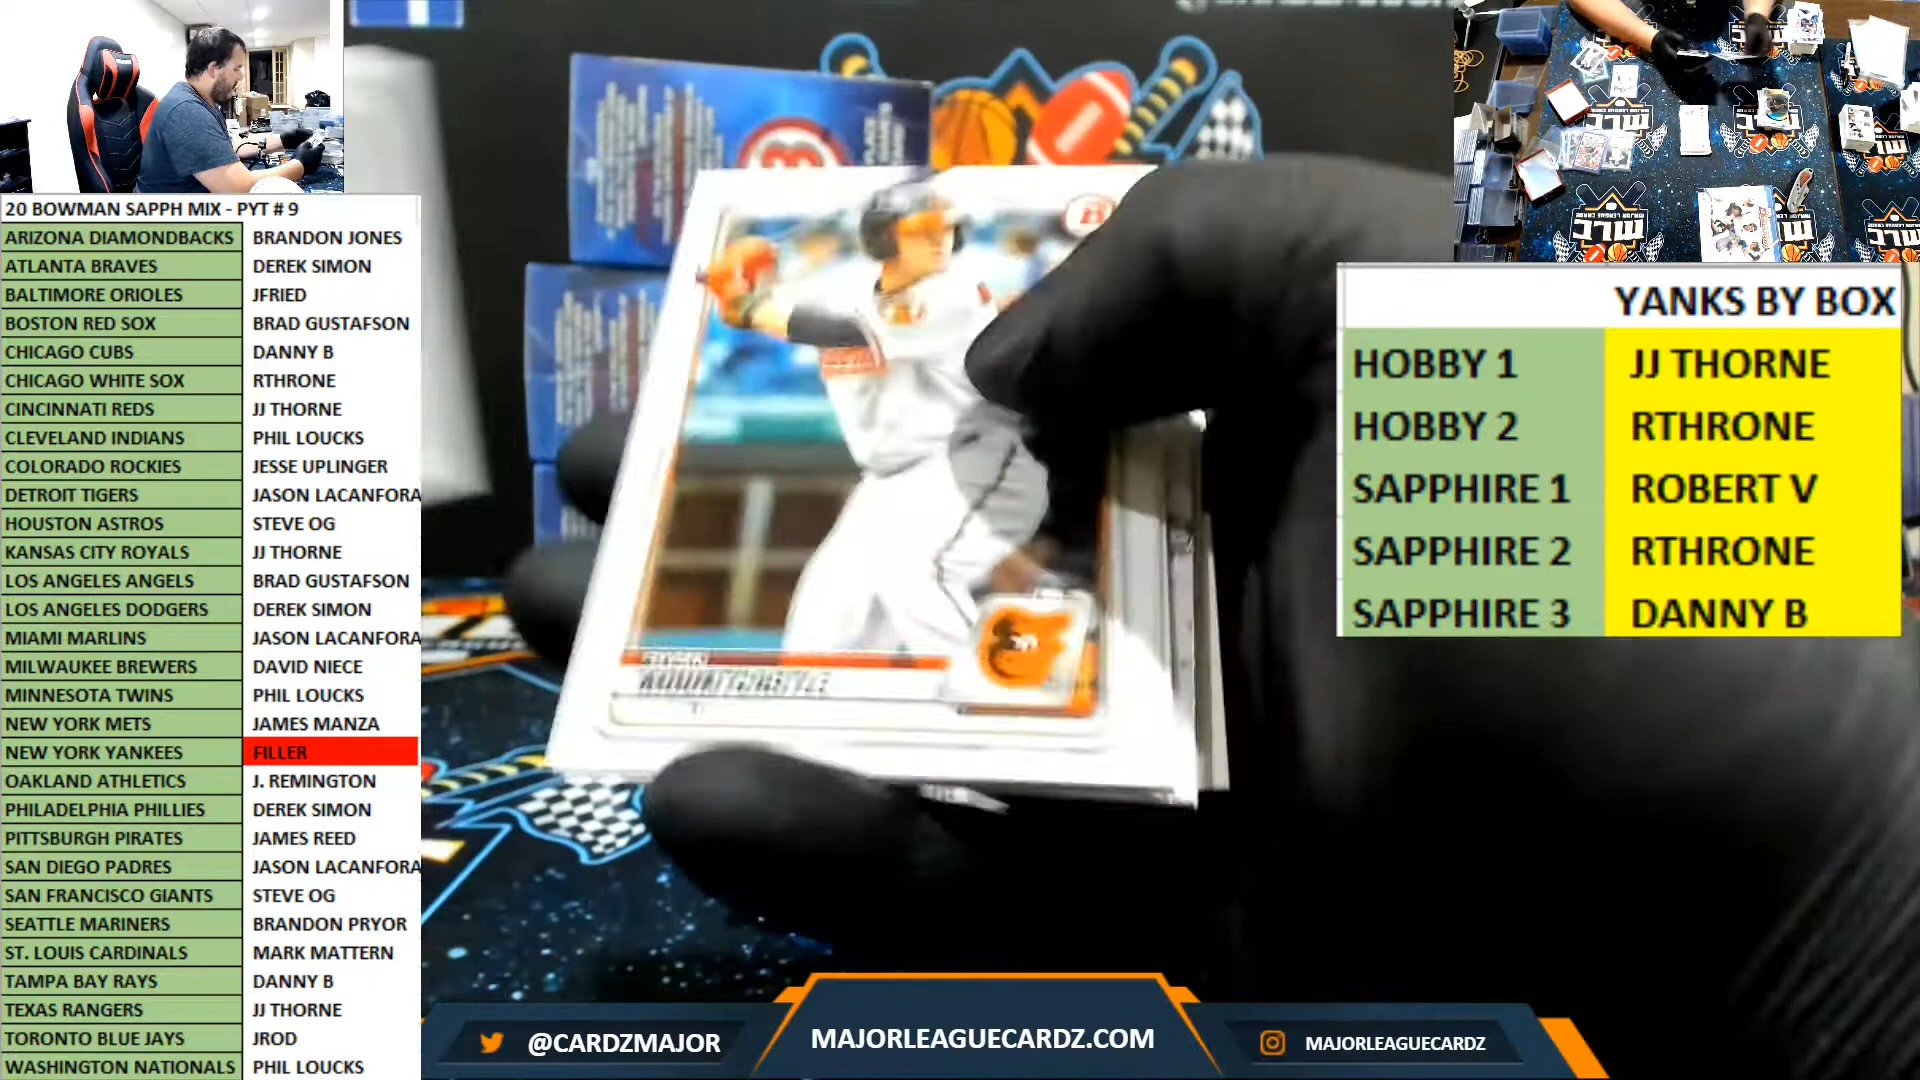 20 BOWMAN SAPPH MIX - PYT # 9
ARIZONA DIAMONDBACKS BRANDON JONES
ATLANTA BRAVES DEREK SIMON
BALTIMORE ORIOLES JFRIED
BOSTON RED SOX BRAD GUSTAFSON
CHICAGO CUBS DANNY B
CHICAGO WHITE SOX RTHRONE
CINCINNATI REDS JJ THORNE
CLEVELAND INDIANS PHIL LOUCKS
COLORADO ROCKIES JESSE UPLINGER
DETROIT TIGERS JASON LACANFORA
HOUSTON ASTROS STEVE OG
KANSAS CITY ROYALS JJ THORNE
LOS ANGELES ANGELS BRAD GUSTAFSON
LOS ANGELES DODGERS DEREK SIMON
MIAMI MARLINS JASON LACANFORA
MILWAUKEE BREWERS DAVID NIECE
MINNESOTA TWINS PHIL LOUCKS
NEW YORK METS JAMES MANZA
NEW YORK YANKEES FILLER
OAKLAND ATHLETICS J. REMINGTON
PHILADELPHIA PHILLIES DEREK SIMON
PITTSBURGH PIRATES JAMES REED
SAN DIEGO PADRES JASON LACANFORA
SAN FRANCISCO GIANTS STEVE OG
SEATTLE MARINERS BRANDON PRYOR
ST. LOUIS CARDINALS MARK MATTERN
TAMPA BAY RAYS DANNY B
TEXAS RANGERS JJ THORNE
TORONTO BLUE JAYS JROD
WASHINGTON NATIONALS PHIL LOUCKS
YANKS BY BOX
HOBBY 1 JJ THORNE
HOBBY 2 RTHRONE
SAPPHIRE 1 ROBERT V
SAPPHIRE 2 RTHRONE
SAPPHIRE 3 DANNY B
@CARDZMAJOR
MAJORLEAGUECARDZ.COM
MAJORLEAGUECARDZ